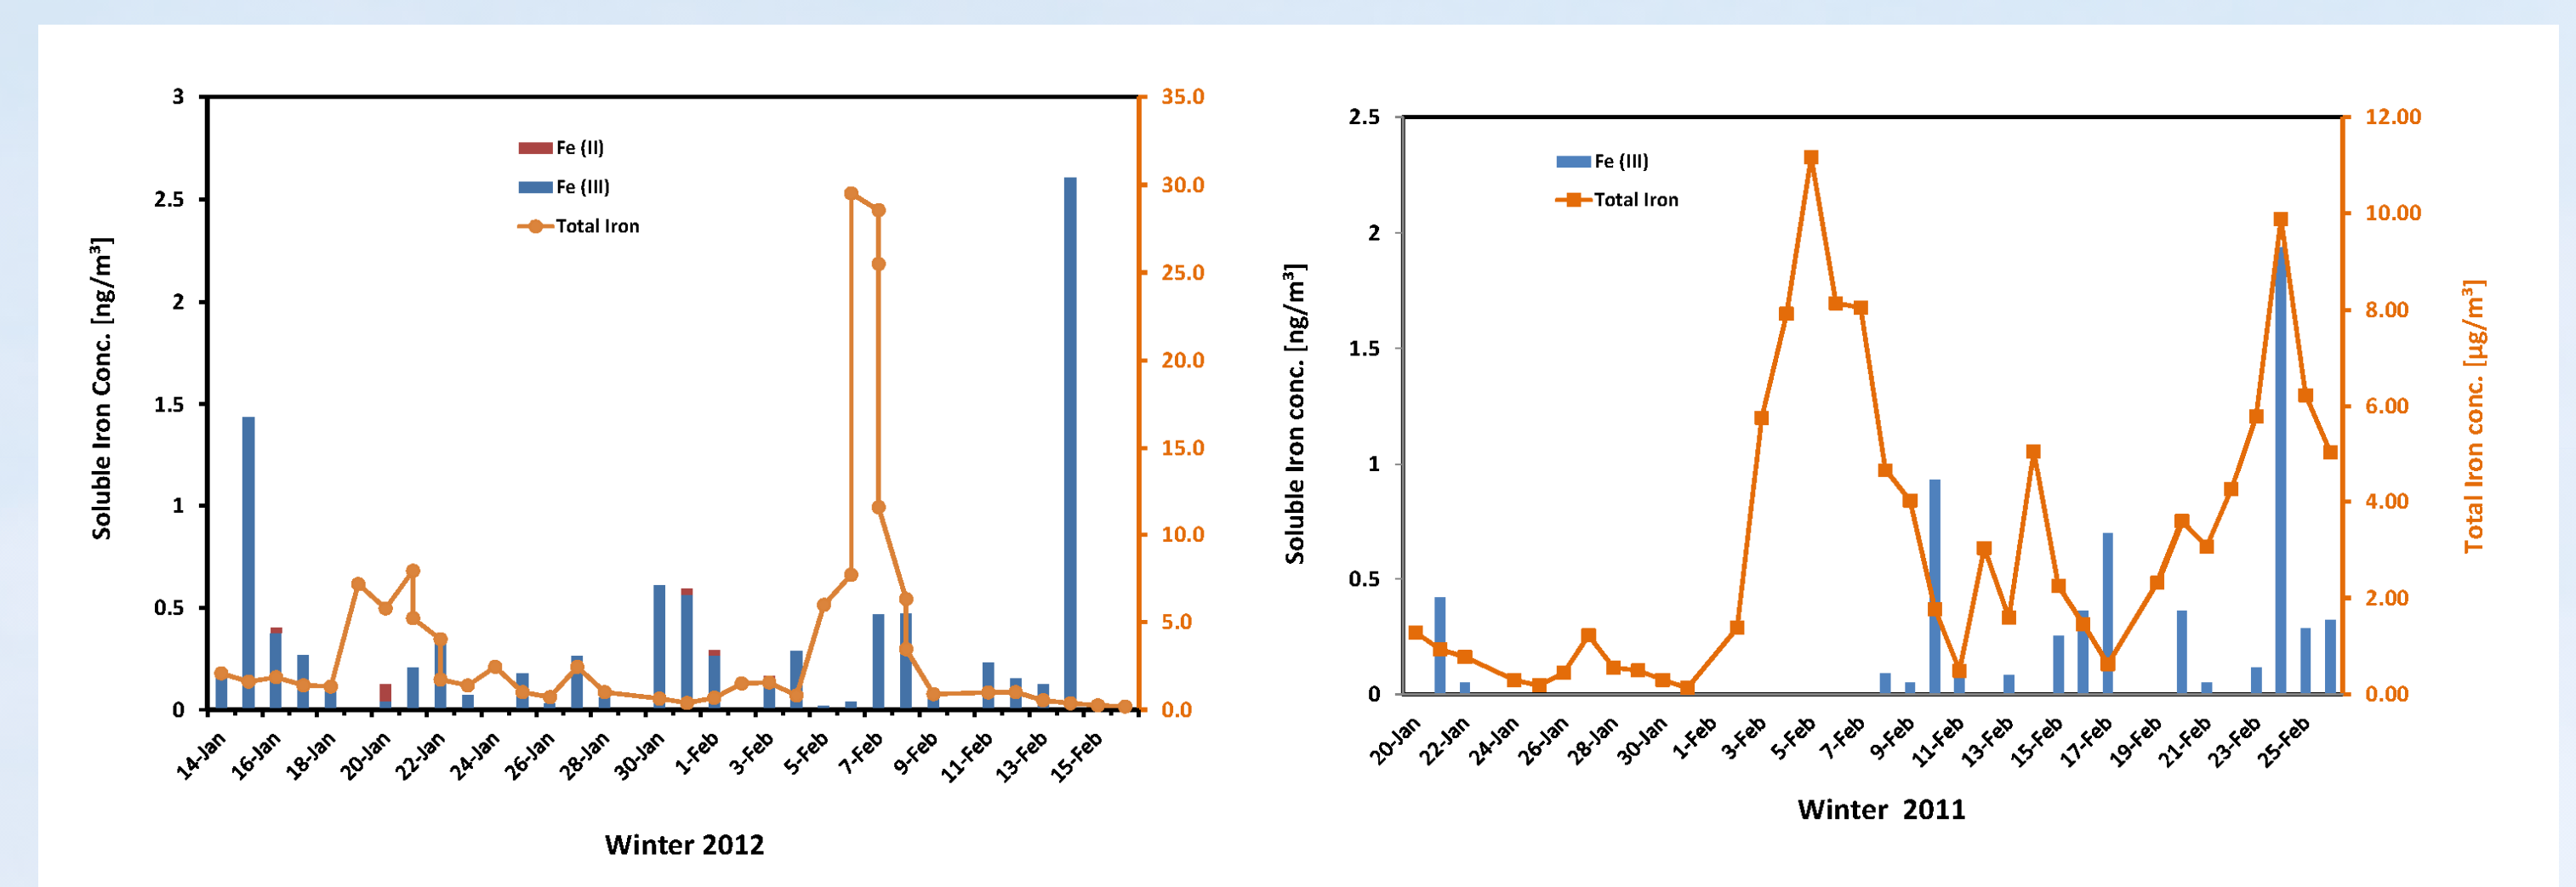 3
2.5
2
1.5
1
0.5
0
Soluble Iron Conc. [ng/m³]
Fe (II)
Fe (III)
Total Iron
35.0
30.0
25.0
20.0
15.0
10.0
5.0
0.0
14-Jan
16-Jan
18-Jan
20-Jan
22-Jan
24-Jan
26-Jan
28-Jan
30-Jan
1-Feb
3-Feb
5-Feb
7-Feb
9-Feb
11-Feb
13-Feb
15-Feb
Winter 2012
2.5
2
1.5
1
0.5
0
Soluble Iron conc. [ng/m³]
Fe (III)
Total Iron
12.00
10.00
8.00
6.00
4.00
2.00
0.00
Total Iron conc. [µg/m³]
20-Jan
22-Jan
24-Jan
26-Jan
28-Jan
30-Jan
1-Feb
3-Feb
5-Feb
7-Feb
9-Feb
11-Feb
13-Feb
15-Feb
17-Feb
19-Feb
21-Feb
23-Feb
25-Feb
Winter 2011